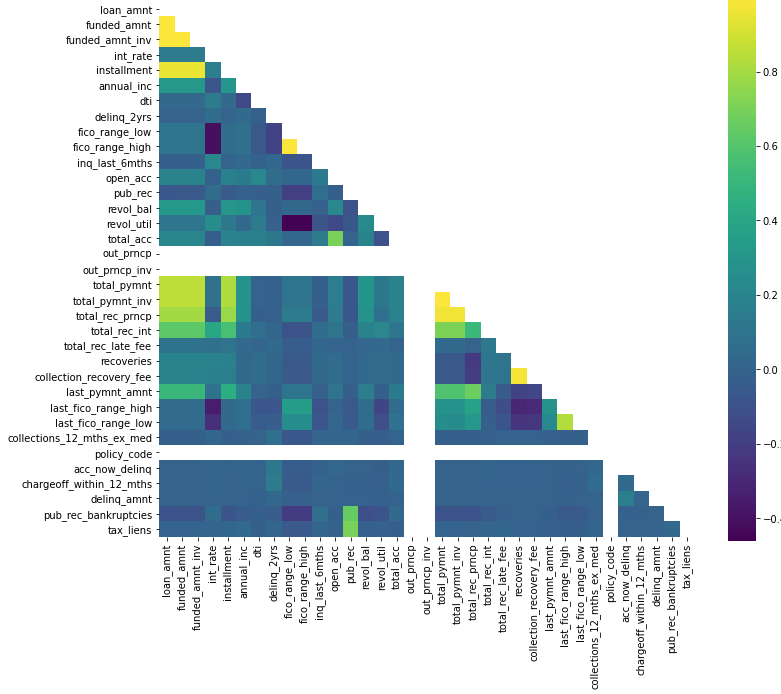 loan_amnt
funded_amnt
funded_amnt_inv
int_rate
installment
annual_inc
dti
delinq_2yrs
fico_range_low
fico_range_high
inq_last_6mths
open_acc
pub_rec
revol_bal
revol_util
total_acc
out_prncp
out_prncp_inv
total_pymnt
total_pymnt_inv
total_rec_prncp
total_rec_int
total_rec_late_fee
recoveries
collection_recovery_fee
last_pymnt_amnt
last_fico_range_high
last_fico_range_low
collections_12_mths_ex_med
policy_code
acc_now_delinq
chargeoff_within_12_mths
delinq_amnt
pub_rec_bankruptcies
tax_liens
loan_amnt
funded_amnt
funded_amnt_inv
int_rate
installment
annual_inc
dti
delinq_2yrs
fico_range_low
fico_range_high
inq_last_6mths
open_acc
pub_rec
revol_bal
revol_util
total_acc
out_prncp
out_prncp_inv
total_pymnt
total_pymnt_inv
total_rec_prncp
total_rec_int
total_rec_late_fee
recoveries
collection_recovery_fee
last_pymnt_amnt
last_fico_range_high
last_fico_range_low
collections_12_mths_ex_med
policy_code
acc_now_delinq
chargeoff_within_12_mths
delinq_amnt
pub_rec_bankruptcies
tax_liens
0.8
0.6
0.4
0.2
0.0